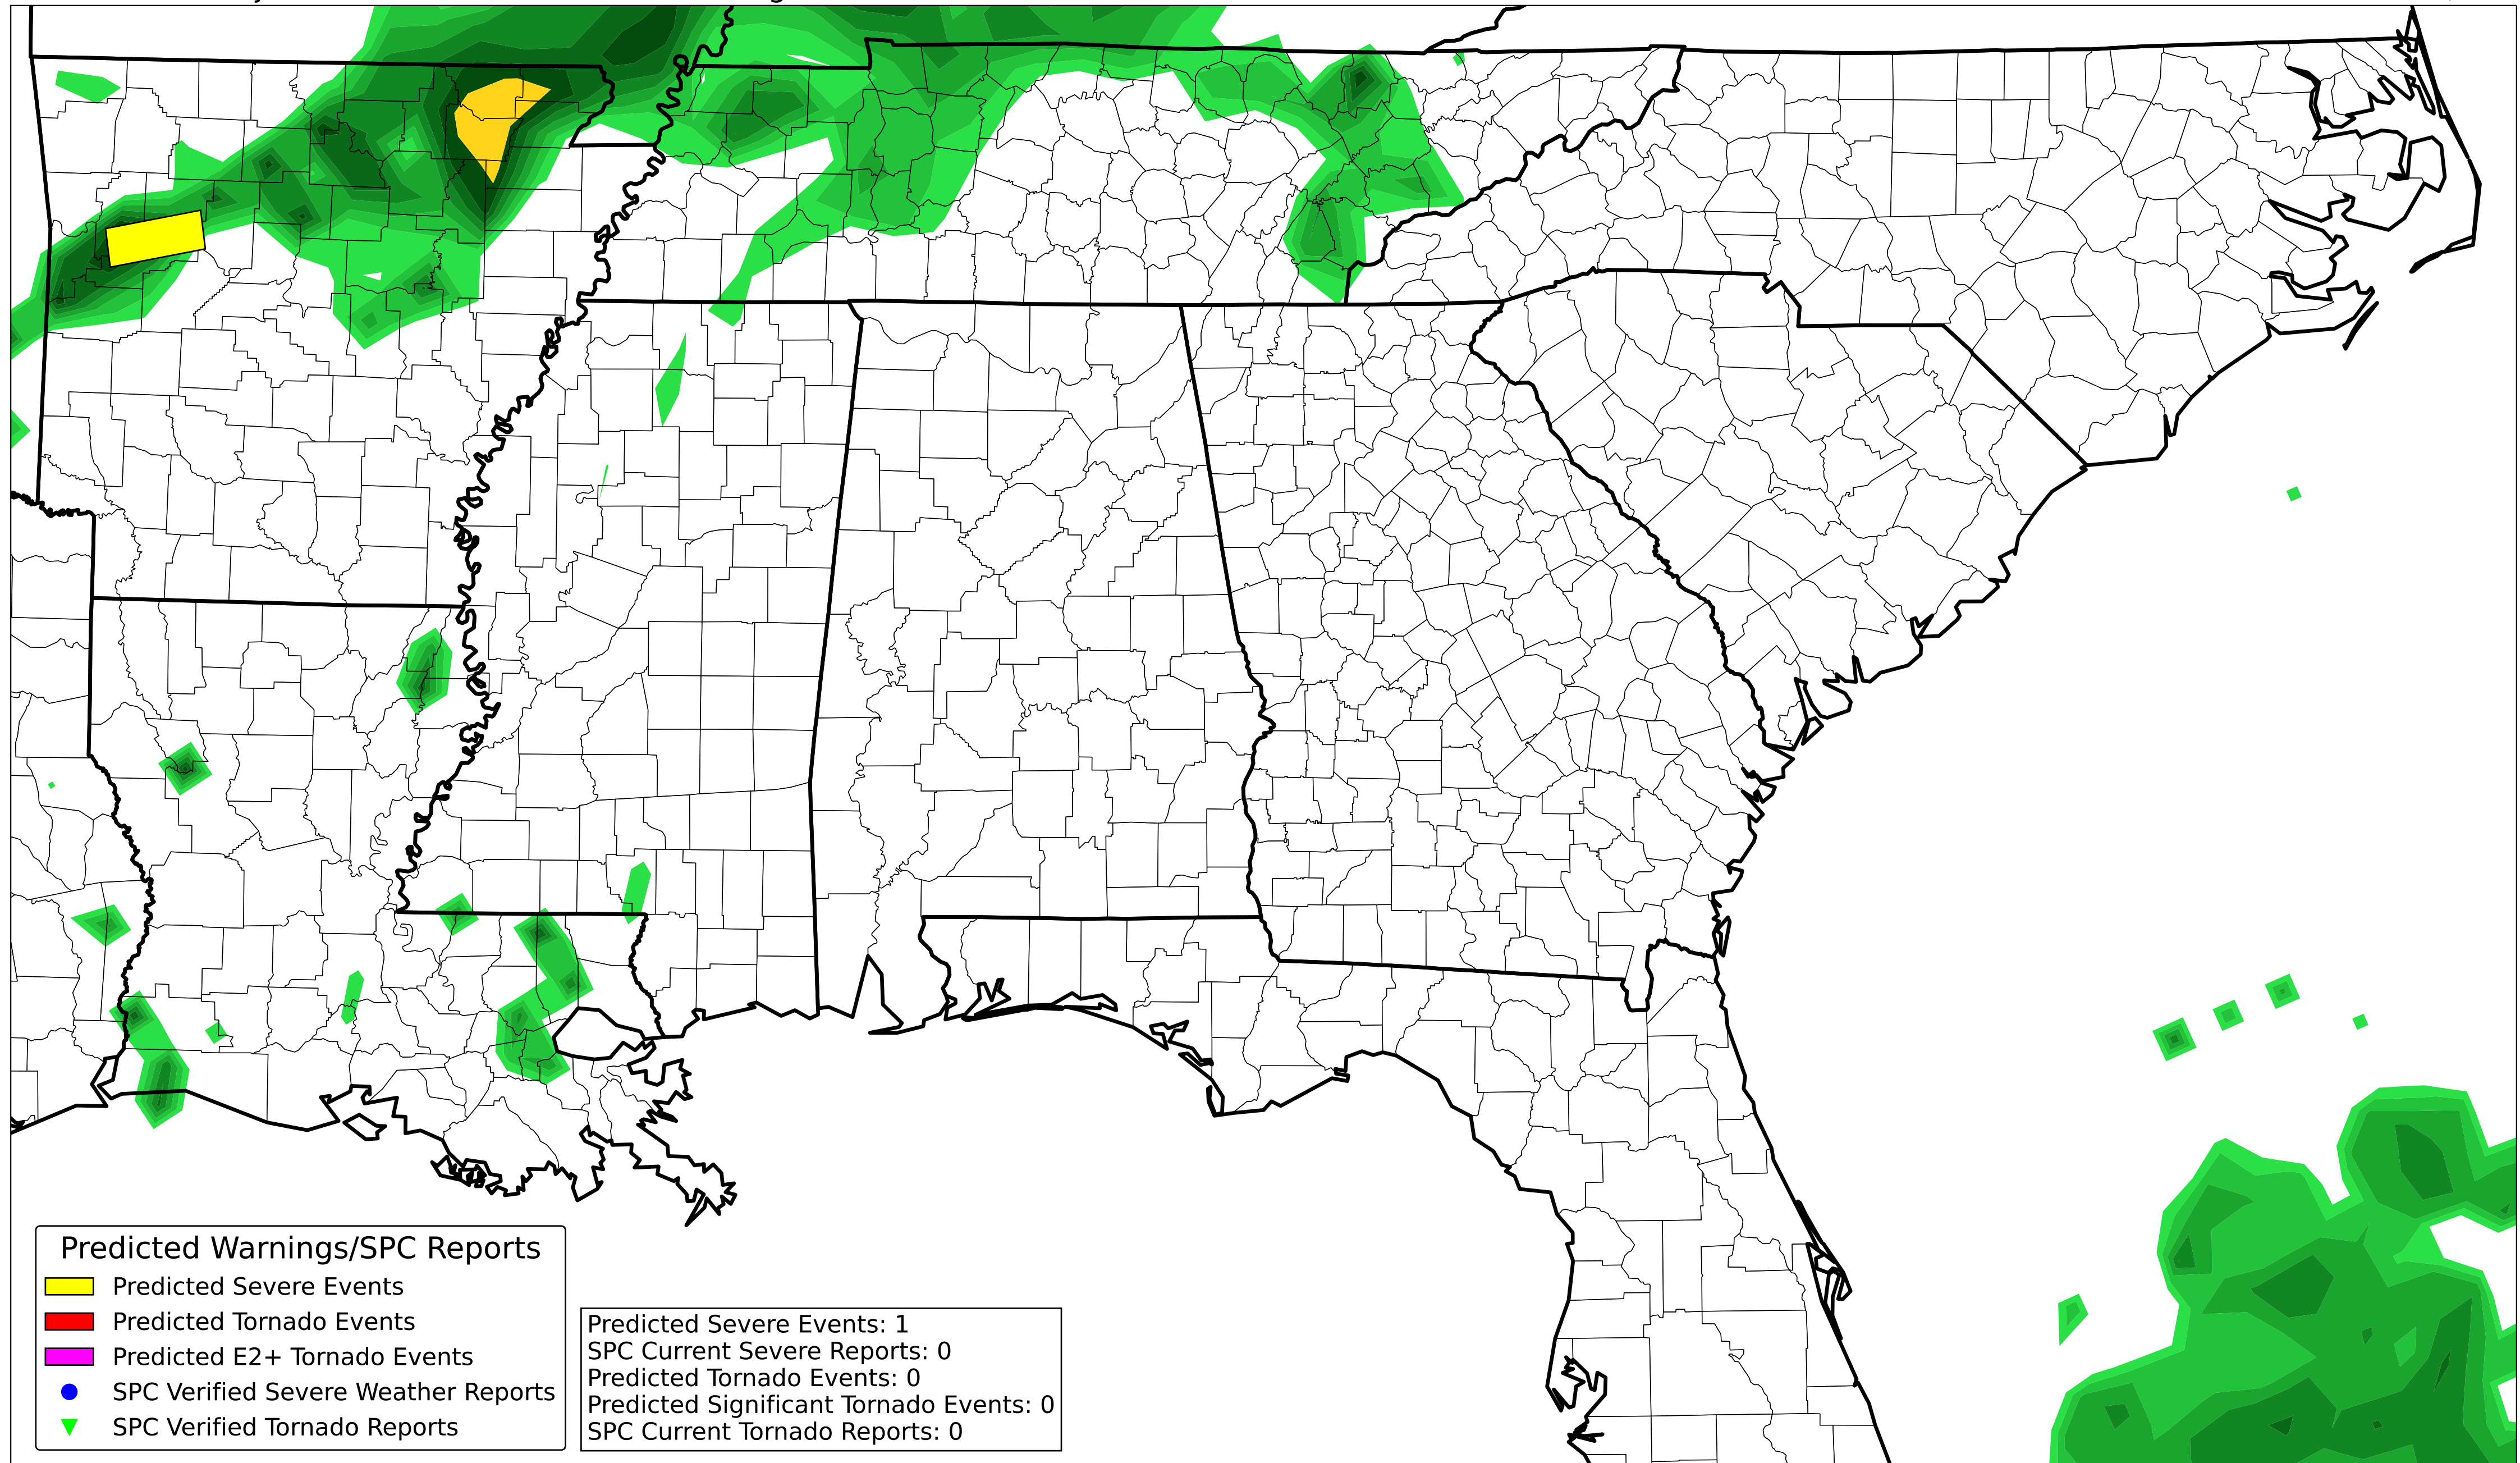 Predicted Warnings/SPC Reports
Predicted Severe Events
Predicted Tornado Events
Predicted E2+ Tornado Events
SPC Verified Severe Weather Reports
SPC Verified Tornado Reports
Predicted Severe Events: 1
SPC Current Severe Reports: 0
Predicted Tornado Events: 0
Predicted Significant Tornado Events: 0
SPC Current Tornado Reports: 0